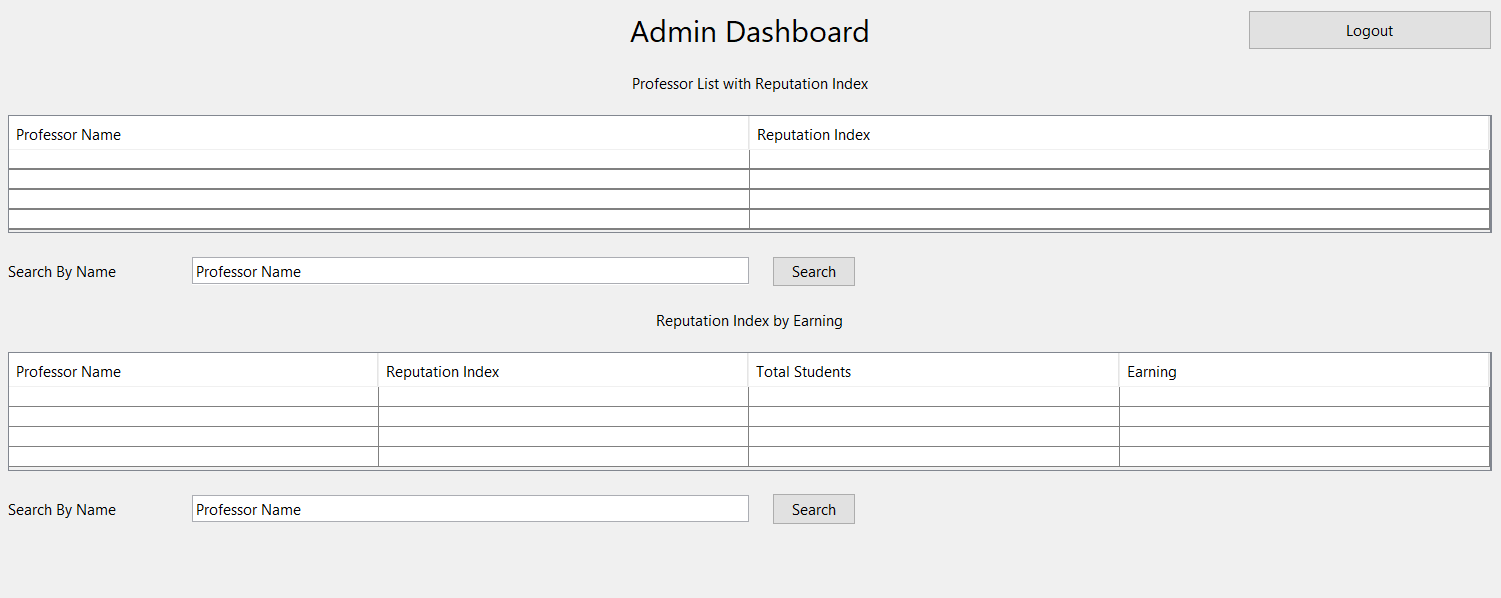 Admin Dashboard
Logout
Professor List with Reputation Index
Professor Name Reputation Index
Search By Name Professor Name Search
Reputation Index by Earning
Professor Name Reputation Index Total Students Earning
Search By Name Professor Name Search